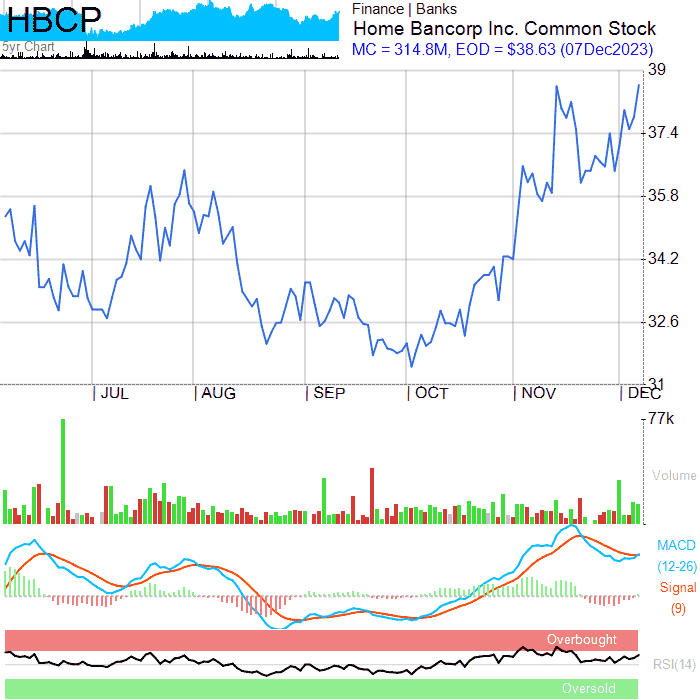 HBCP
5yr Chart
Finance | Banks
Home Bancorp Inc. Common Stock
MC = 314.8M, EOD = $38.63 (07Dec2023)
39
37.4
35.8
34.2
32.6
31
JUL AUG SEP OCT NOV DEC
77k
Volume
MACD
(12-26)
Signal
(9)
Overbought
RSI(14)
Oversold